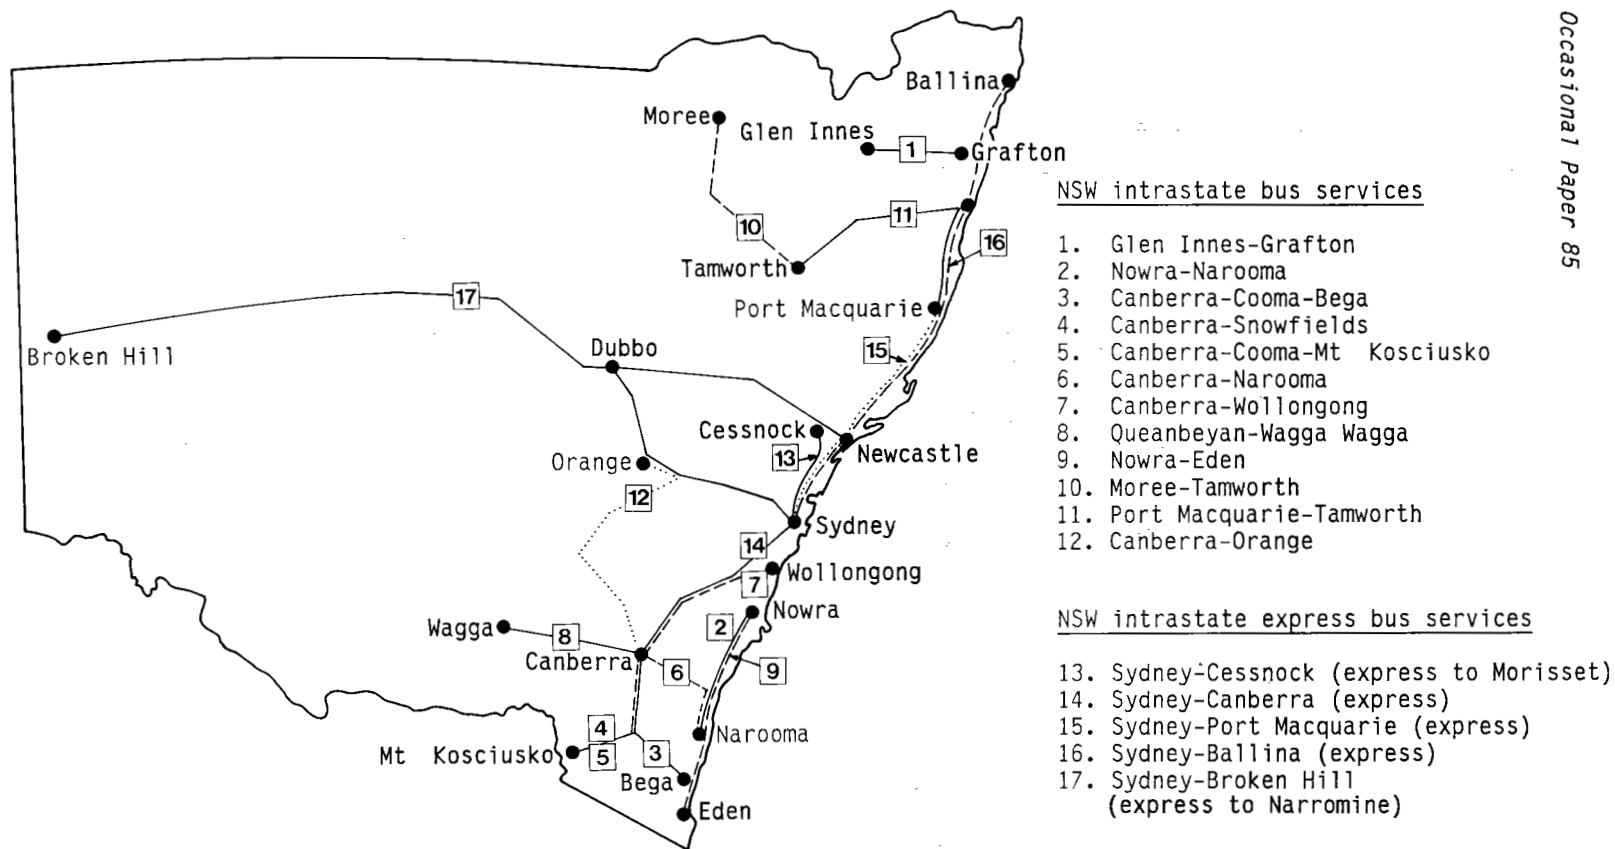 Occasional Paper 85
Ballina
Moree
Glen Innes
1
Grafton
10
11
16
Tamworth
Port Macquarie
17
Broken Hill
Dubbo
15
Cessnock
13
Newcastle
Orange
12
Sydney
14
Wollongong
7
Nowra
2
Wagga
8
Canberra
6
9
4
5
3
Narooma
Mt Kosciusko
Bega
Eden
NSW intrastate bus services
1. Glen Innes-Grafton
2. Nowra-Narooma
3. Canberra-Cooma-Bega
4. Canberra-Snowfields
5. Canberra-Cooma-Mt Kosciusko
6. Canberra-Narooma
7. Canberra-Wollongong
8. Queanbeyan-Wagga Wagga
9. Nowra-Eden
10. Moree-Tamworth
11. Port Macquarie-Tamworth
12. Canberra-Orange
NSW intrastate express bus services
13. Sydney-Cessnock (express to Morisset)
14. Sydney-Canberra (express)
15. Sydney-Port Macquarie (express)
16. Sydney-Ballina (express)
17. Sydney-Broken Hill
(express to Narromine)